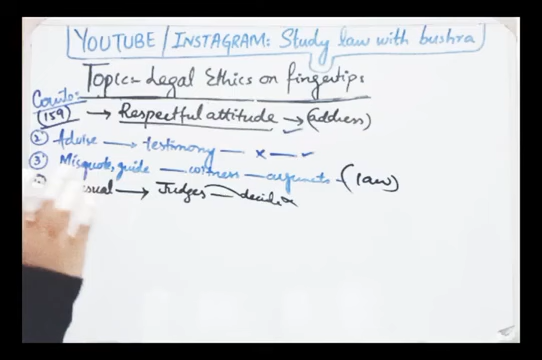 YOUTUBE / INSTAGRAM: Study law with bushra
Topic:- Legal Ethics on fingertips
Courts:
(159) → Respectful attitude → (address)
② Advise → testimony — × — ✓
③ Misquote, guide — witness — arguments - (law)
→ Judges — decide ×